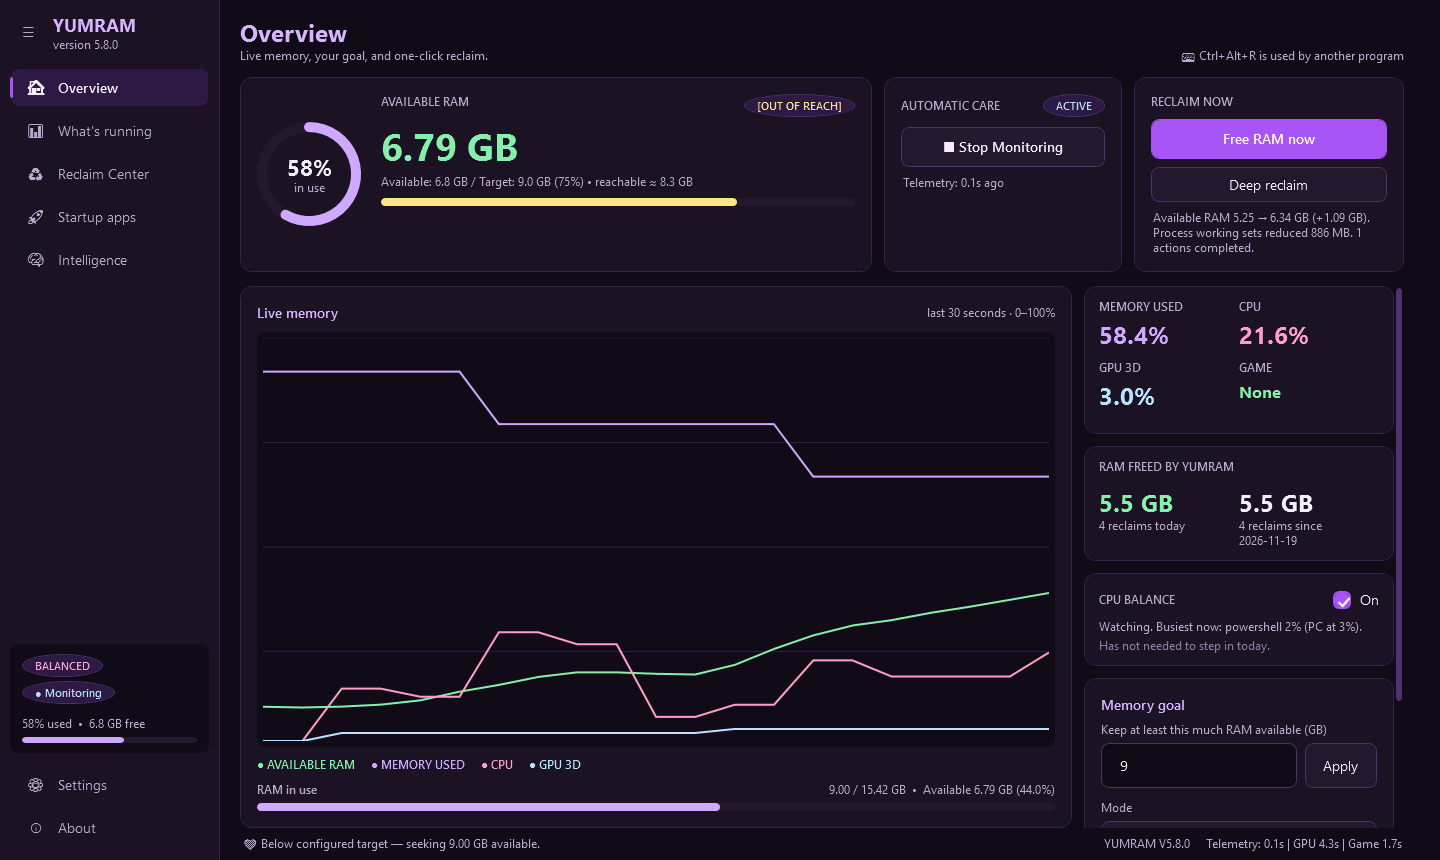 YUMRAM
version 5.8.0
Overview
What's running
Reclaim Center
Startup apps
Intelligence
BALANCED
● Monitoring
58% used • 6.8 GB free
Settings
About
Overview
Live memory, your goal, and one-click reclaim.
Ctrl+Alt+R is used by another program
AVAILABLE RAM
[OUT OF REACH]
58%
in use
6.79 GB
Available: 6.8 GB / Target: 9.0 GB (75%) • reachable ≈ 8.3 GB
AUTOMATIC CARE
ACTIVE
Stop Monitoring
Telemetry: 0.1s ago
RECLAIM NOW
Free RAM now
Deep reclaim
Available RAM 5.25 → 6.34 GB (+1.09 GB).
Process working sets reduced 886 MB. 1
actions completed.
Live memory
last 30 seconds · 0–100%
● AVAILABLE RAM ● MEMORY USED ● CPU ● GPU 3D
RAM in use
9.00 / 15.42 GB • Available 6.79 GB (44.0%)
MEMORY USED
CPU
58.4%
21.6%
GPU 3D
GAME
3.0%
None
RAM FREED BY YUMRAM
5.5 GB
5.5 GB
4 reclaims today
4 reclaims since
2026-11-19
CPU BALANCE
On
Watching. Busiest now: powershell 2% (PC at 3%).
Has not needed to step in today.
Memory goal
Keep at least this much RAM available (GB)
9
Apply
Mode
Below configured target — seeking 9.00 GB available.
YUMRAM V5.8.0
Telemetry: 0.1s | GPU 4.3s | Game 1.7s